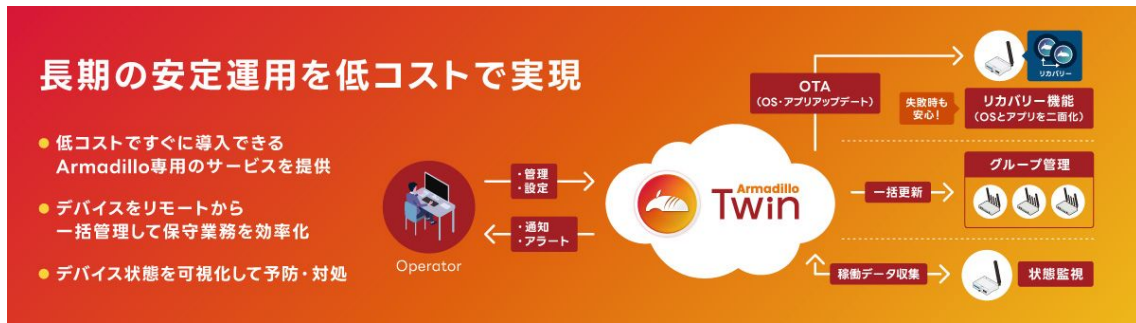 長期の安定運用を低コストで実現
● 低コストですぐに導入できる
Armadillo専用のサービスを提供
● デバイスをリモートから
一括管理して保守業務を効率化
● デバイス状態を可視化して予防・対処
Operator
・管理
・設定
・通知
・アラート
Armadillo
Twin
OTA
（OS・アプリアップデート）
リカバリー
失敗時も
安心！
リカバリー機能
（OSとアプリを二面化）
一括更新
グループ管理
稼働データ収集
状態監視